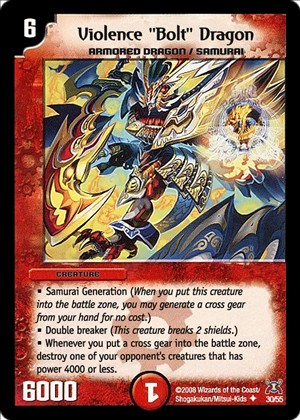 6
Violence "Bolt" Dragon
ARMORED DRAGON / SAMURAI
CREATURE
▪ Samurai Generation (When you put this creature
into the battle zone, you may generate a cross gear
from your hand for no cost.)
▪ Double breaker (This creature breaks 2 shields.)
▪ Whenever you put a cross gear into the battle zone,
destroy one of your opponent's creatures that has
power 4000 or less.
6000
1
©2008 Wizards of the Coast/
Shogakukan/Mitsui-Kids ✦ 30/55